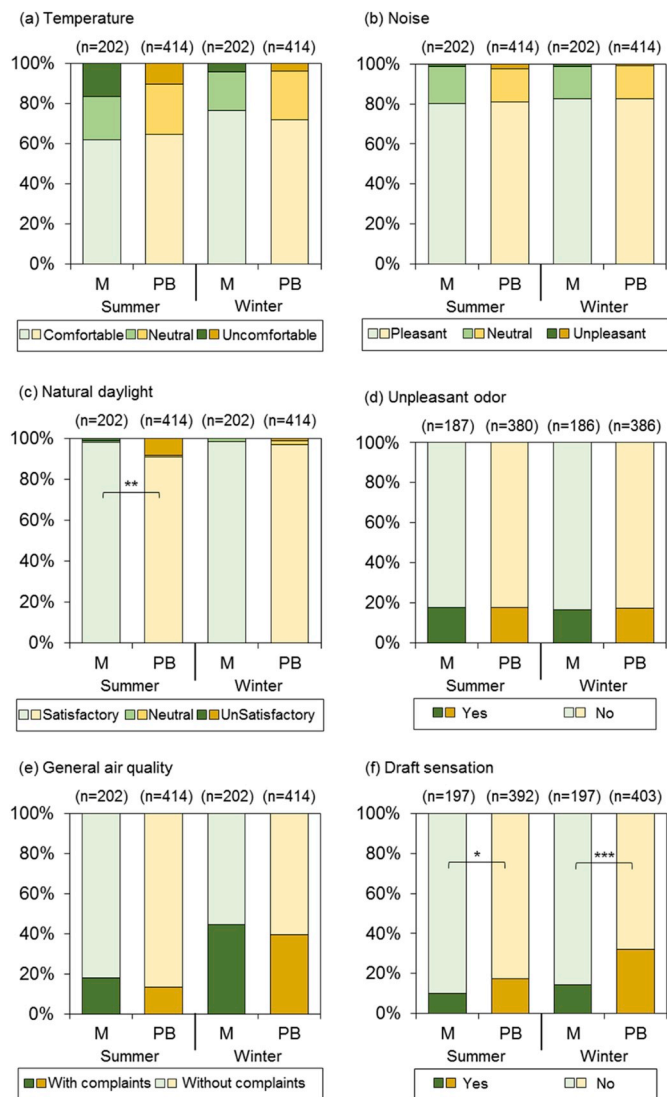 (a) Temperature
(n=202) (n=414) (n=202) (n=414)
100%
80%
60%
40%
20%
0%
M PB M PB
Summer Winter
Comfortable Neutral Uncomfortable
(b) Noise
(n=202) (n=414) (n=202) (n=414)
100%
80%
60%
40%
20%
0%
M PB M PB
Summer Winter
Pleasant Neutral Unpleasant
(c) Natural daylight
(n=202) (n=414) (n=202) (n=414)
100%
80%
60%
40%
20%
0%
**
M PB M PB
Summer Winter
Satisfactory Neutral UnSatisfactory
(d) Unpleasant odor
(n=187) (n=380) (n=186) (n=386)
100%
80%
60%
40%
20%
0%
M PB M PB
Summer Winter
Yes No
(e) General air quality
(n=202) (n=414) (n=202) (n=414)
100%
80%
60%
40%
20%
0%
M PB M PB
Summer Winter
With complaints Without complaints
(f) Draft sensation
(n=197) (n=392) (n=197) (n=403)
100%
80%
60%
40%
20%
0%
* ***
M PB M PB
Summer Winter
Yes No